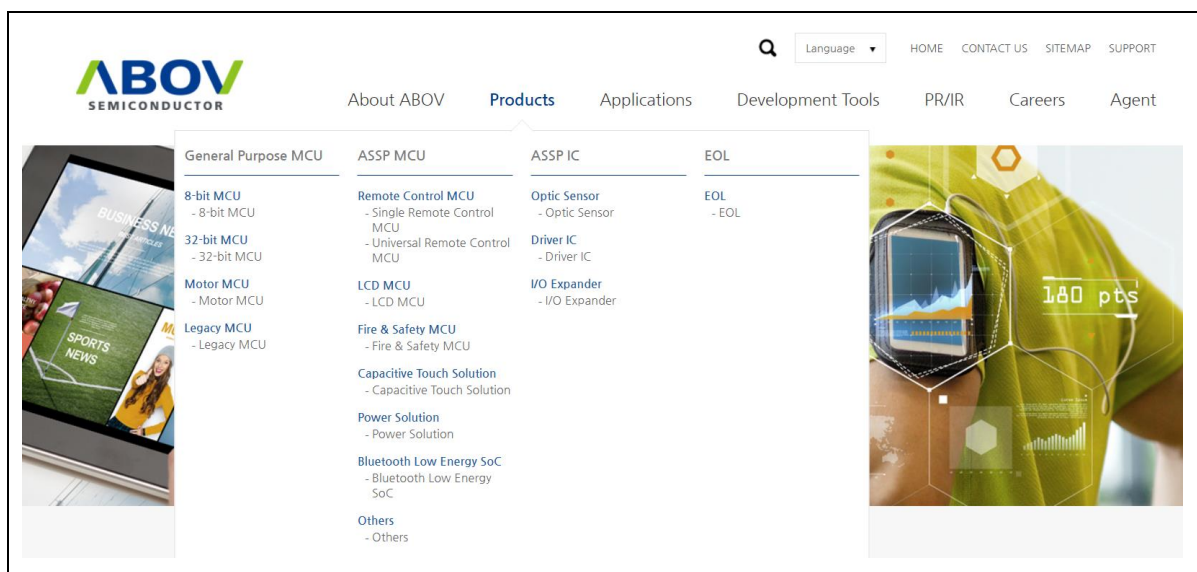 Language ▼
HOME
CONTACT US
SITEMAP
SUPPORT
ABOV
SEMICONDUCTOR
About ABOV
Products
Applications
Development Tools
PR/IR
Careers
Agent
General Purpose MCU
8-bit MCU
- 8-bit MCU
32-bit MCU
- 32-bit MCU
Motor MCU
- Motor MCU
Legacy MCU
- Legacy MCU
ASSP MCU
Remote Control MCU
- Single Remote Control
MCU
- Universal Remote Control
MCU
LCD MCU
- LCD MCU
Fire & Safety MCU
- Fire & Safety MCU
Capacitive Touch Solution
- Capacitive Touch Solution
Power Solution
- Power Solution
Bluetooth Low Energy SoC
- Bluetooth Low Energy
SoC
Others
- Others
ASSP IC
Optic Sensor
- Optic Sensor
Driver IC
- Driver IC
I/O Expander
- I/O Expander
EOL
EOL
- EOL
BUSINESS NE
SPORTS
NEWS
180 pts